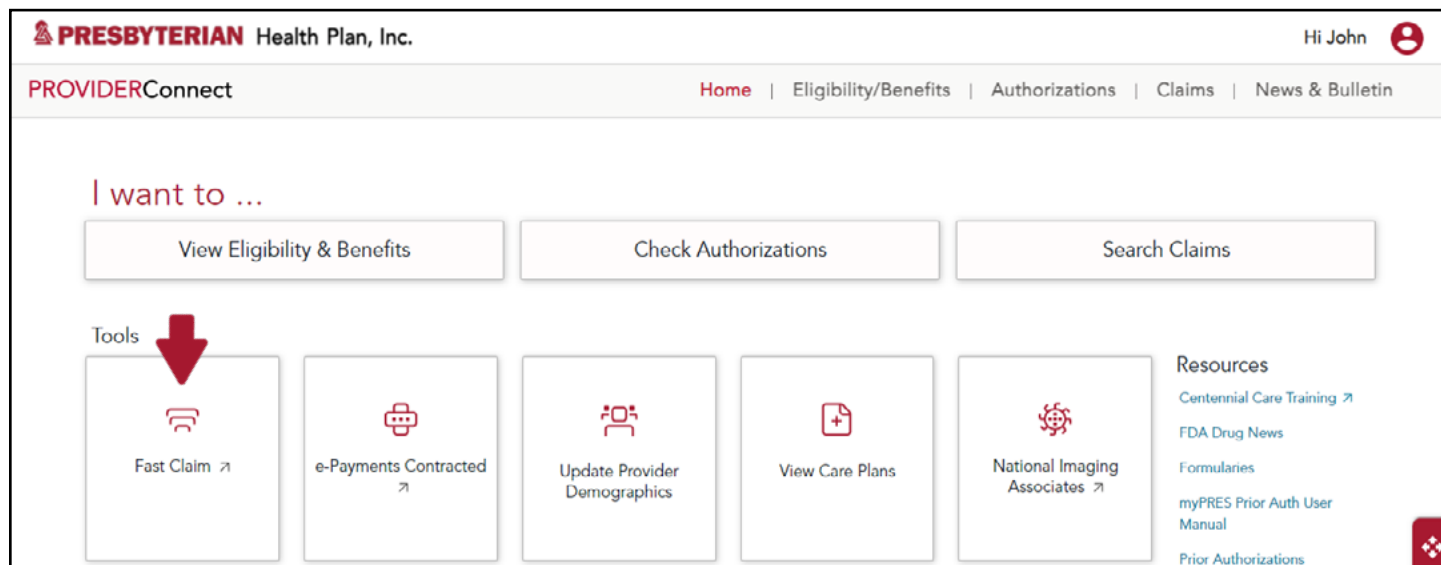 PRESBYTERIAN Health Plan, Inc.
Hi John
PROVIDERConnect
Home | Eligibility/Benefits | Authorizations | Claims | News & Bulletin
I want to ...
View Eligibility & Benefits
Check Authorizations
Search Claims
Tools
Fast Claim ↗
e-Payments Contracted
↗
Update Provider
Demographics
View Care Plans
National Imaging
Associates ↗
Resources
Centennial Care Training ↗
FDA Drug News
Formularies
myPRES Prior Auth User
Manual
Prior Authorizations